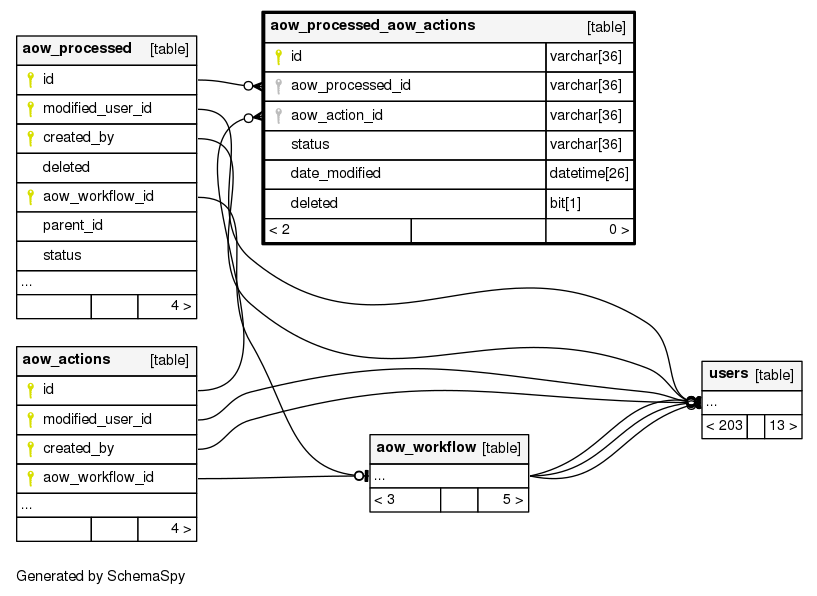 aow_processed [table]
id
modified_user_id
created_by
deleted
aow_workflow_id
parent_id
status
...
4 >
aow_processed_aow_actions [table]
id varchar[36]
aow_processed_id varchar[36]
aow_action_id varchar[36]
status varchar[36]
date_modified datetime[26]
deleted bit[1]
< 2 0 >
aow_actions [table]
id
modified_user_id
created_by
aow_workflow_id
...
4 >
aow_workflow [table]
...
< 3 5 >
users [table]
...
< 203 13 >
Generated by SchemaSpy